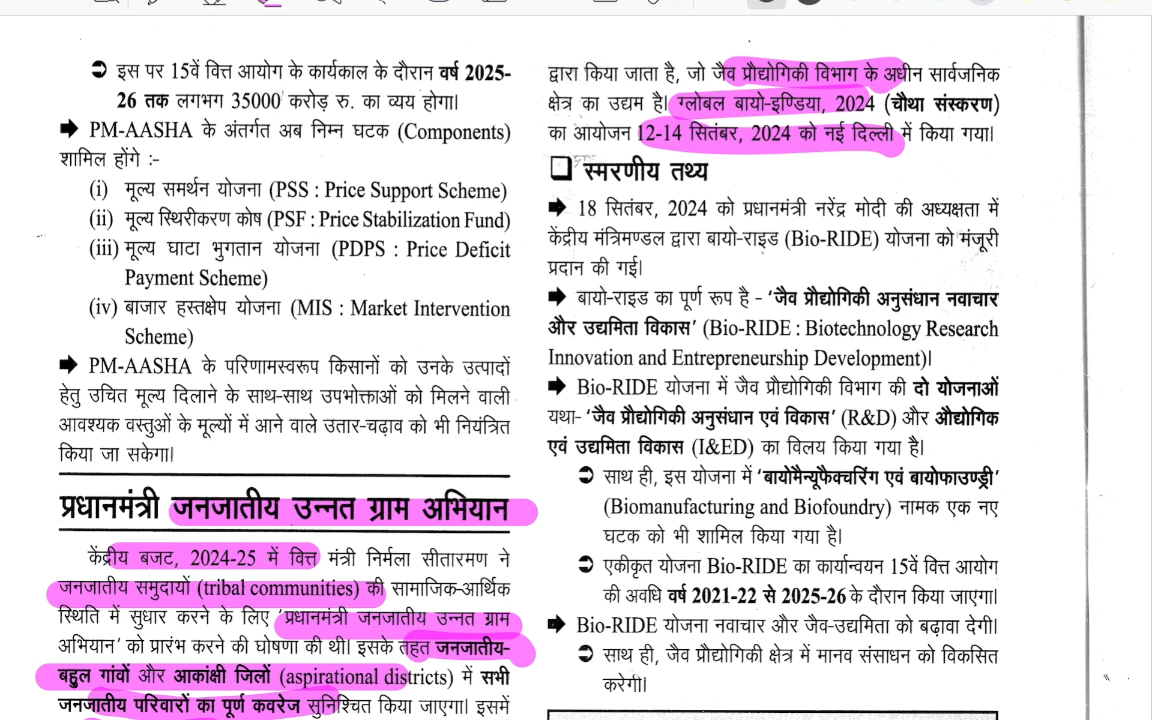 ➲ इस पर 15वें वित्त आयोग के कार्यकाल के दौरान वर्ष 2025-
26 तक लगभग 35000 करोड़ रु. का व्यय होगा।
➡ PM-AASHA के अंतर्गत अब निम्न घटक (Components)
शामिल होंगे :-
(i) मूल्य समर्थन योजना (PSS : Price Support Scheme)
(ii) मूल्य स्थिरीकरण कोष (PSF : Price Stabilization Fund)
(iii) मूल्य घाटा भुगतान योजना (PDPS : Price Deficit
Payment Scheme)
(iv) बाजार हस्तक्षेप योजना (MIS : Market Intervention
Scheme)
➡ PM-AASHA के परिणामस्वरूप किसानों को उनके उत्पादों
हेतु उचित मूल्य दिलाने के साथ-साथ उपभोक्ताओं को मिलने वाली
आवश्यक वस्तुओं के मूल्यों में आने वाले उतार-चढ़ाव को भी नियंत्रित
किया जा सकेगा।
प्रधानमंत्री जनजातीय उन्नत ग्राम अभियान
केंद्रीय बजट, 2024-25 में वित्त मंत्री निर्मला सीतारमण ने
जनजातीय समुदायों (tribal communities) की सामाजिक-आर्थिक
स्थिति में सुधार करने के लिए 'प्रधानमंत्री जनजातीय उन्नत ग्राम
अभियान' को प्रारंभ करने की घोषणा की थी। इसके तहत जनजातीय-
बहुल गांवों और आकांक्षी जिलों (aspirational districts) में सभी
जनजातीय परिवारों का पूर्ण कवरेज सुनिश्चित किया जाएगा। इसमें
द्वारा किया जाता है, जो जैव प्रौद्योगिकी विभाग के अधीन सार्वजनिक
क्षेत्र का उद्यम है। ग्लोबल बायो-इण्डिया, 2024 (चौथा संस्करण)
का आयोजन 12-14 सितंबर, 2024 को नई दिल्ली में किया गया।
❑ स्मरणीय तथ्य
➡ 18 सितंबर, 2024 को प्रधानमंत्री नरेंद्र मोदी की अध्यक्षता में
केंद्रीय मंत्रिमण्डल द्वारा बायो-राइड (Bio-RIDE) योजना को मंजूरी
प्रदान की गई।
➡ बायो-राइड का पूर्ण रूप है - 'जैव प्रौद्योगिकी अनुसंधान नवाचार
और उद्यमिता विकास' (Bio-RIDE : Biotechnology Research
Innovation and Entrepreneurship Development)।
➡ Bio-RIDE योजना में जैव प्रौद्योगिकी विभाग की दो योजनाओं
यथा- 'जैव प्रौद्योगिकी अनुसंधान एवं विकास' (R&D) और औद्योगिक
एवं उद्यमिता विकास (I&ED) का विलय किया गया है।
➲ साथ ही, इस योजना में 'बायोमैन्यूफैक्चरिंग एवं बायोफाउण्ड्री'
(Biomanufacturing and Biofoundry) नामक एक नए
घटक को भी शामिल किया गया है।
➲ एकीकृत योजना Bio-RIDE का कार्यान्वयन 15वें वित्त आयोग
की अवधि वर्ष 2021-22 से 2025-26 के दौरान किया जाएगा।
➡ Bio-RIDE योजना नवाचार और जैव-उद्यमिता को बढ़ावा देगी।
➲ साथ ही, जैव प्रौद्योगिकी क्षेत्र में मानव संसाधन को विकसित
करेगी।